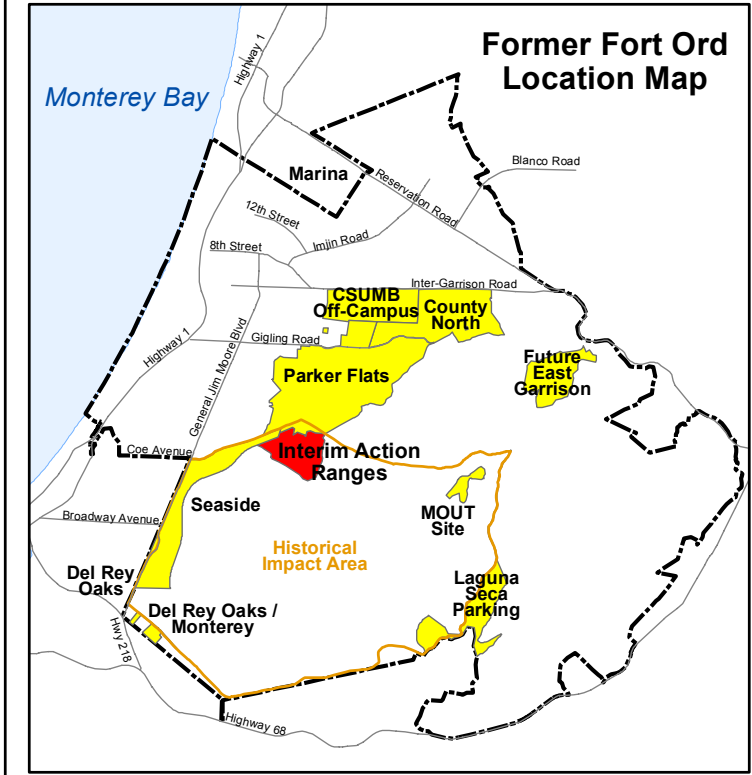 Former Fort Ord
Location Map
Monterey Bay
Highway 1
Marina
Blanco Road
Reservation Road
12th Street
Imjin Road
8th Street
Inter-Garrison Road
CSUMB
Off-Campus
County
North
Highway 1
Gigling Road
General Jim Moore Blvd
Parker Flats
Future
East
Garrison
Coe Avenue
Interim Action
Ranges
Seaside
MOUT
Site
Broadway Avenue
Historical
Impact Area
Del Rey
Oaks
Laguna
Seca
Parking
Del Rey Oaks /
Monterey
Hwy 218
Highway 68